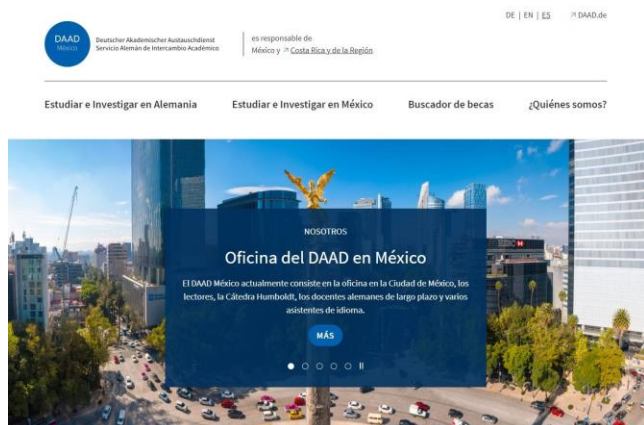 DE | EN | ES ↗ DAAD.de
DAAD
México
Deutscher Akademischer Austauschdienst
Servicio Alemán de Intercambio Académico
es responsable de
México y ↗ Costa Rica y de la Región
Estudiar e Investigar en Alemania
Estudiar e Investigar en México
Buscador de becas
¿Quiénes somos?
NOSOTROS
Oficina del DAAD en México
El DAAD México actualmente consiste en la oficina en la Ciudad de México, los
lectores, la Cátedra Humboldt, los docentes alemanes de largo plazo y varios
asistentes de idioma.
MÁS